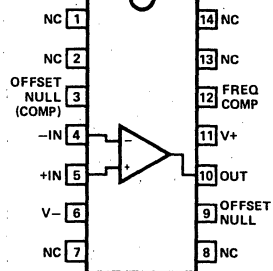 NC 1
14 NC
NC 2
13 NC
OFFSET
NULL 3
(COMP)
12 FREQ
COMP
−IN 4
−
11 V+
+IN 5
+
10 OUT
V− 6
9 OFFSET
NULL
NC 7
8 NC